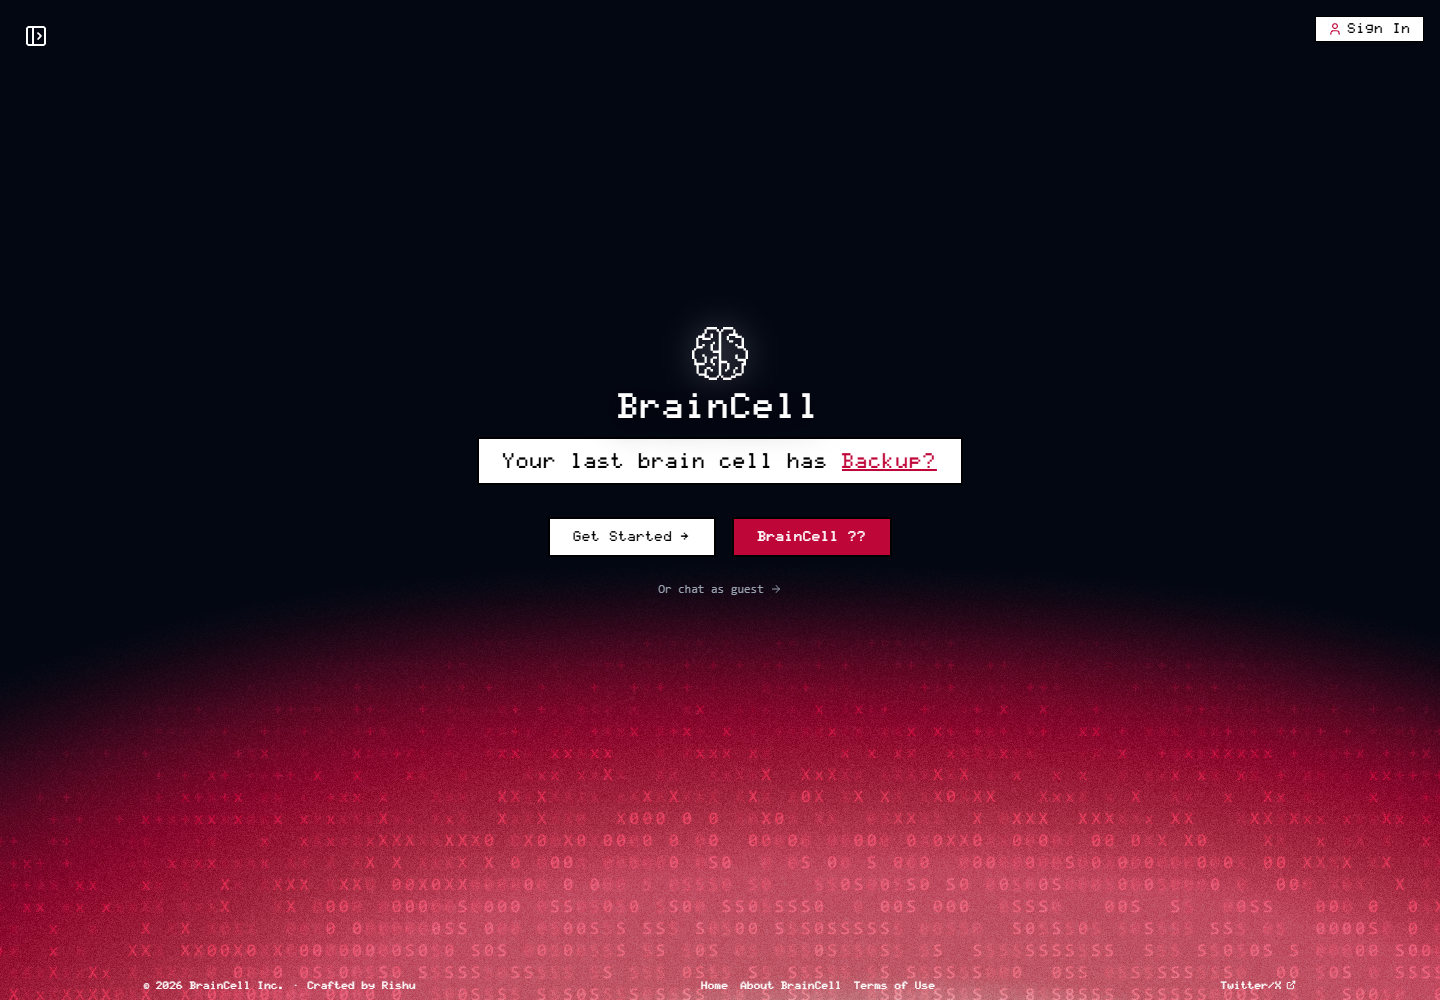 Sign In
BrainCell
Your last brain cell has Backup?
Get Started →
BrainCell ??
Or chat as guest →
© 2026 BrainCell Inc. · Crafted by Rishu
Home About BrainCell Terms of Use
Twitter/X